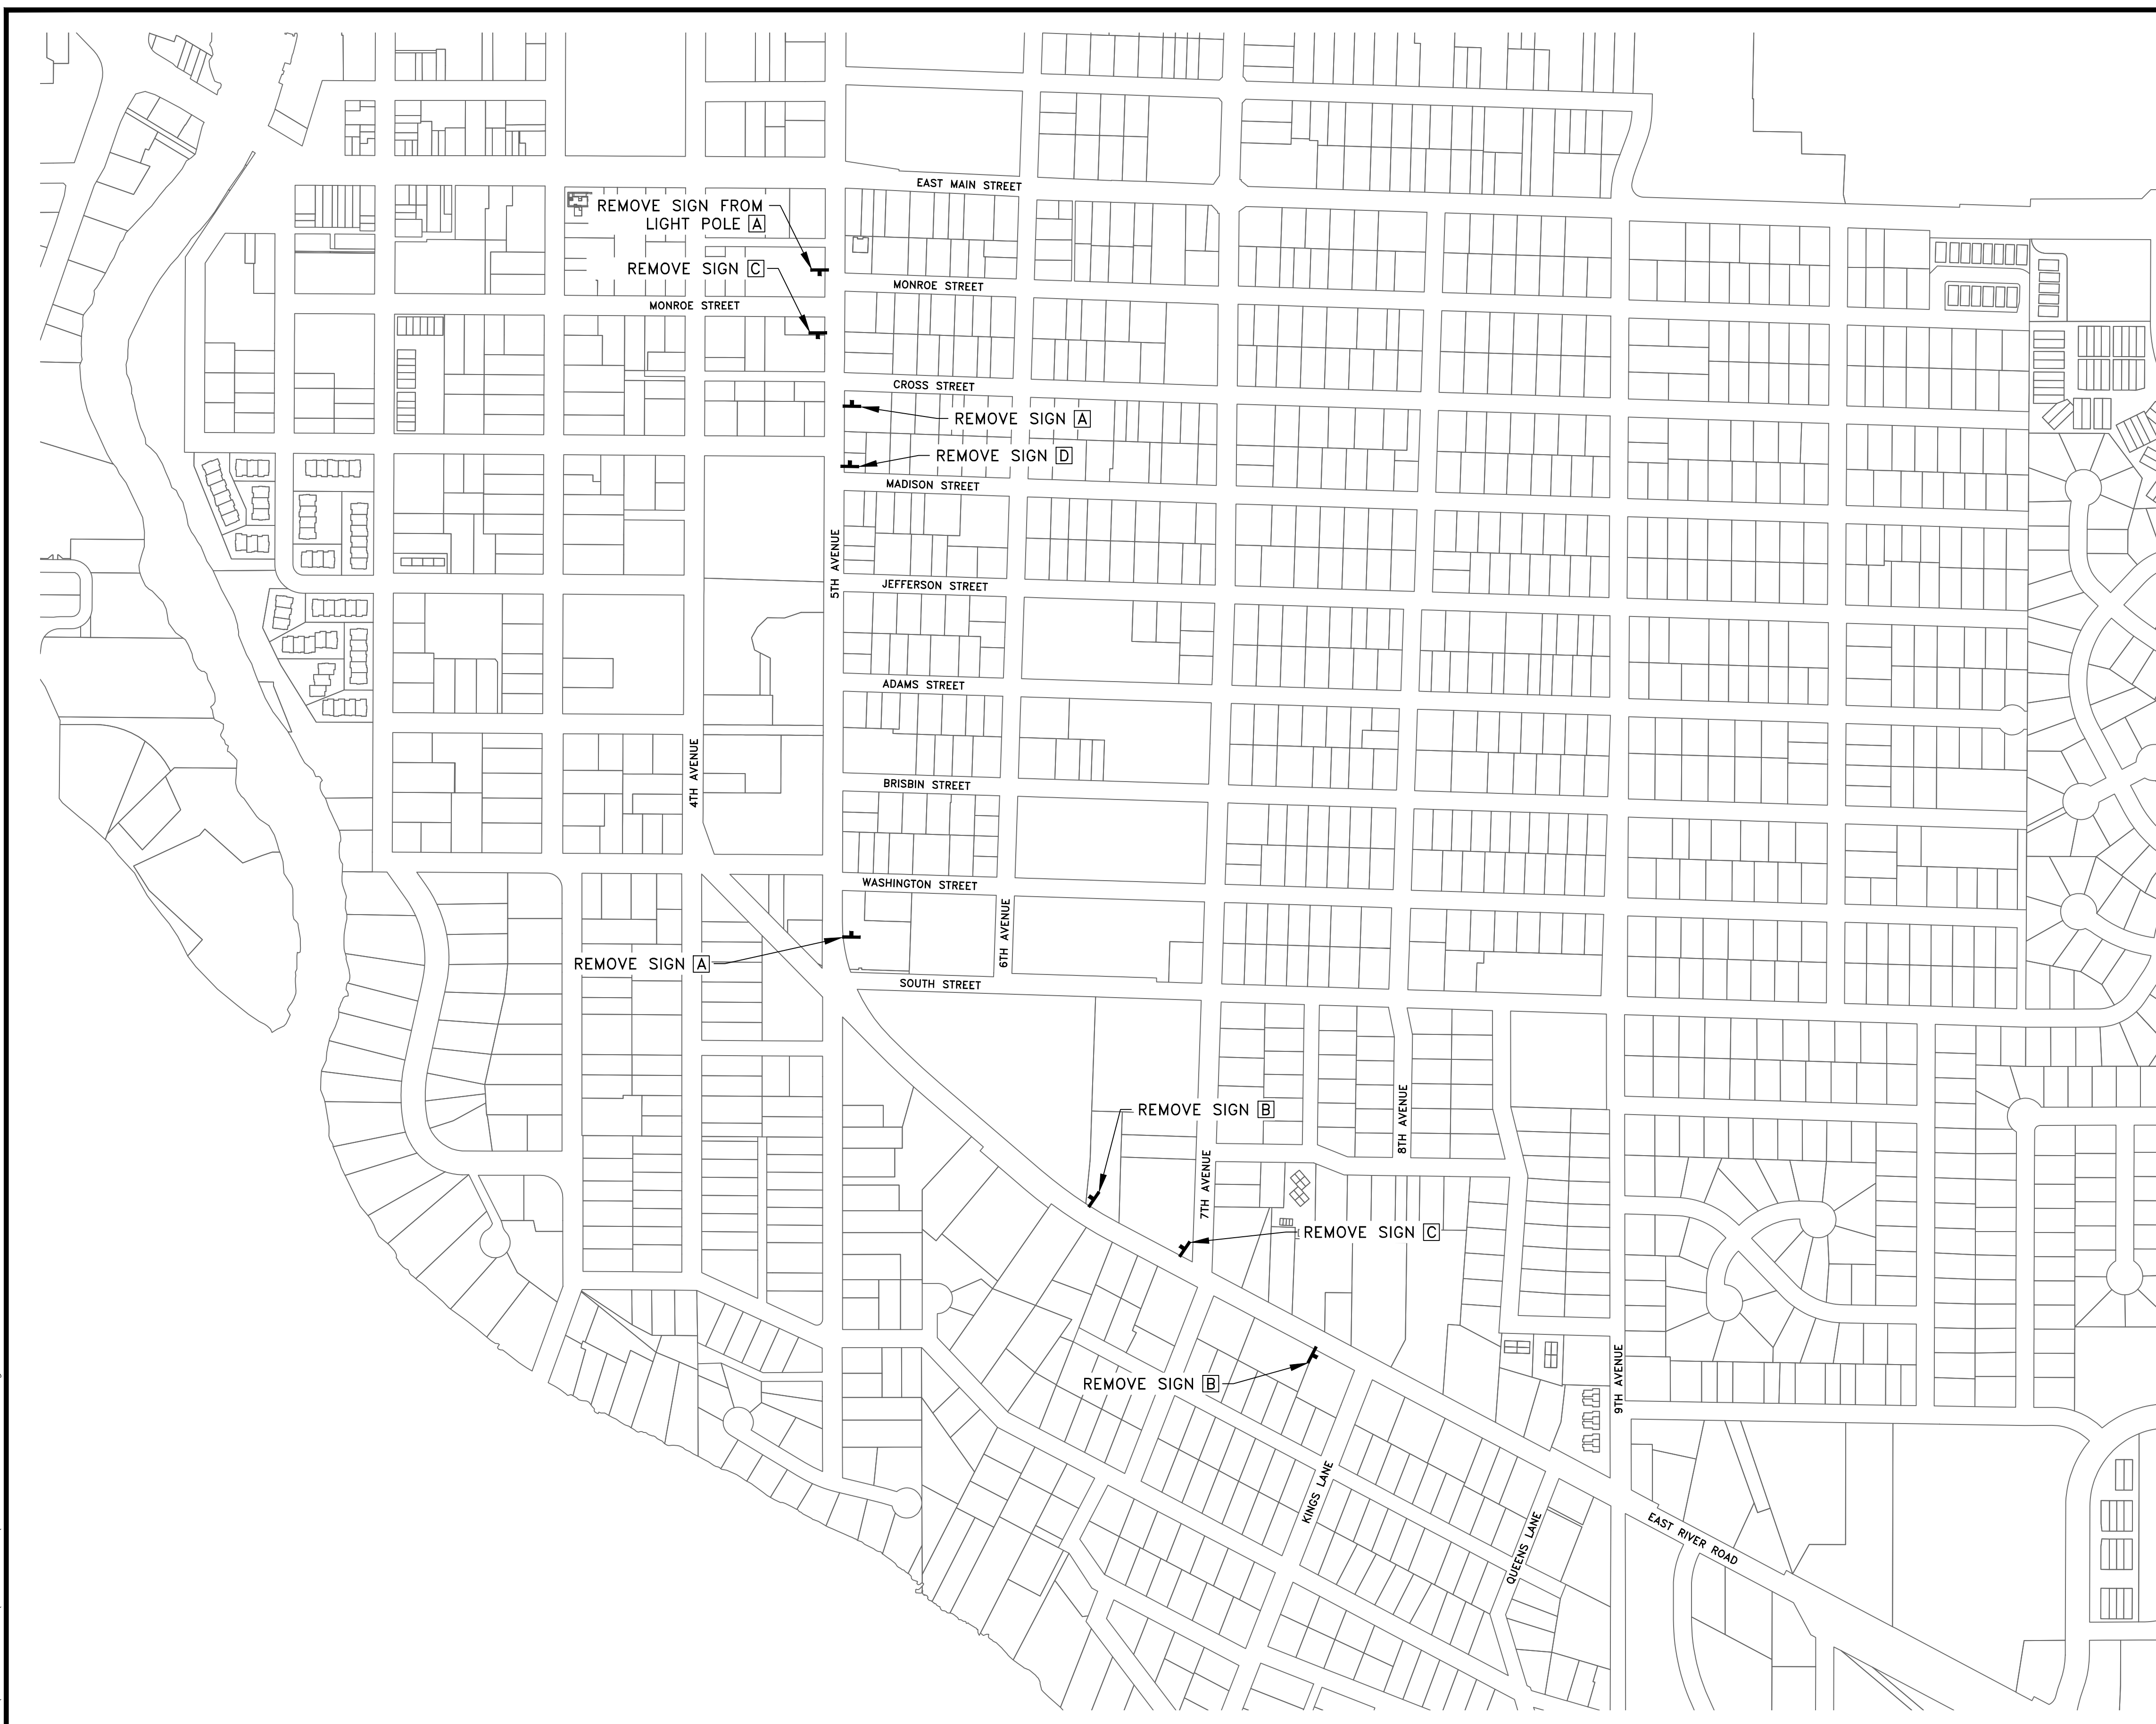 EAST MAIN STREET
REMOVE SIGN FROM
LIGHT POLE A
REMOVE SIGN C
MONROE STREET
MONROE STREET
CROSS STREET
REMOVE SIGN A
REMOVE SIGN D
MADISON STREET
5TH AVENUE
JEFFERSON STREET
ADAMS STREET
4TH AVENUE
BRISBIN STREET
WASHINGTON STREET
6TH AVENUE
REMOVE SIGN A
SOUTH STREET
REMOVE SIGN B
8TH AVENUE
7TH AVENUE
REMOVE SIGN C
REMOVE SIGN B
9TH AVENUE
KINGS LANE
QUEENS LANE
EAST RIVER ROAD